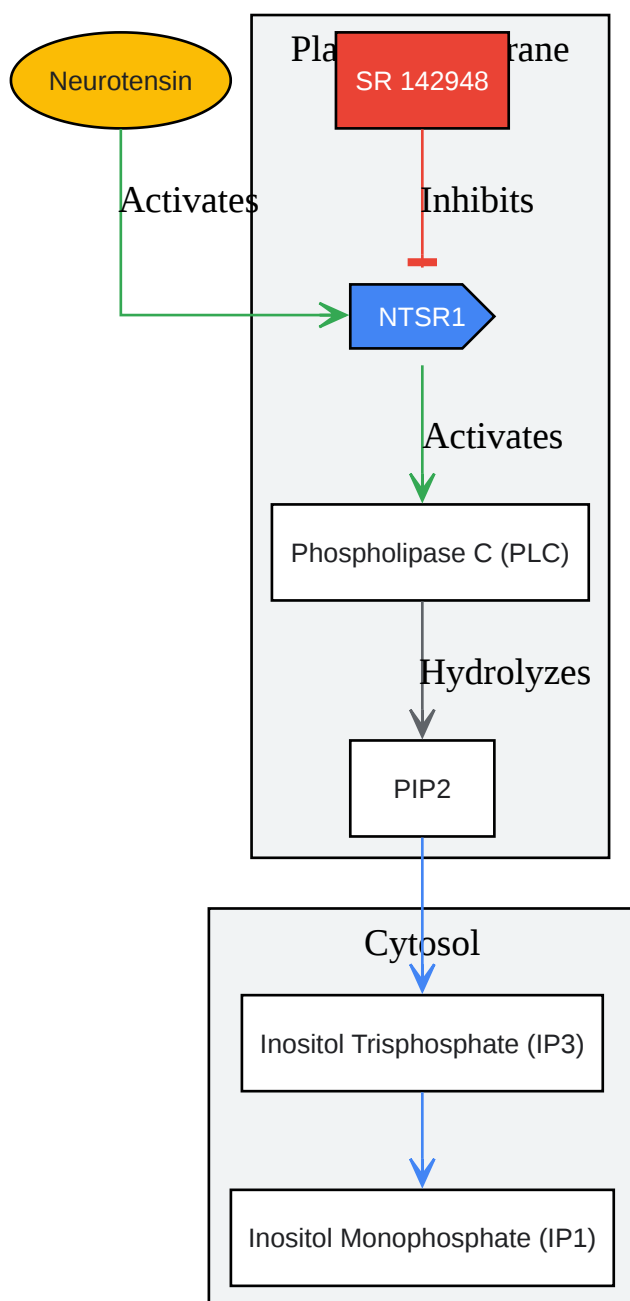 Neurotensin
SR 142948
Activates
Inhibits
NTSR1
Activates
Phospholipase C (PLC)
Hydrolyzes
PIP2
Cytosol
Inositol Trisphosphate (IP3)
Inositol Monophosphate (IP1)